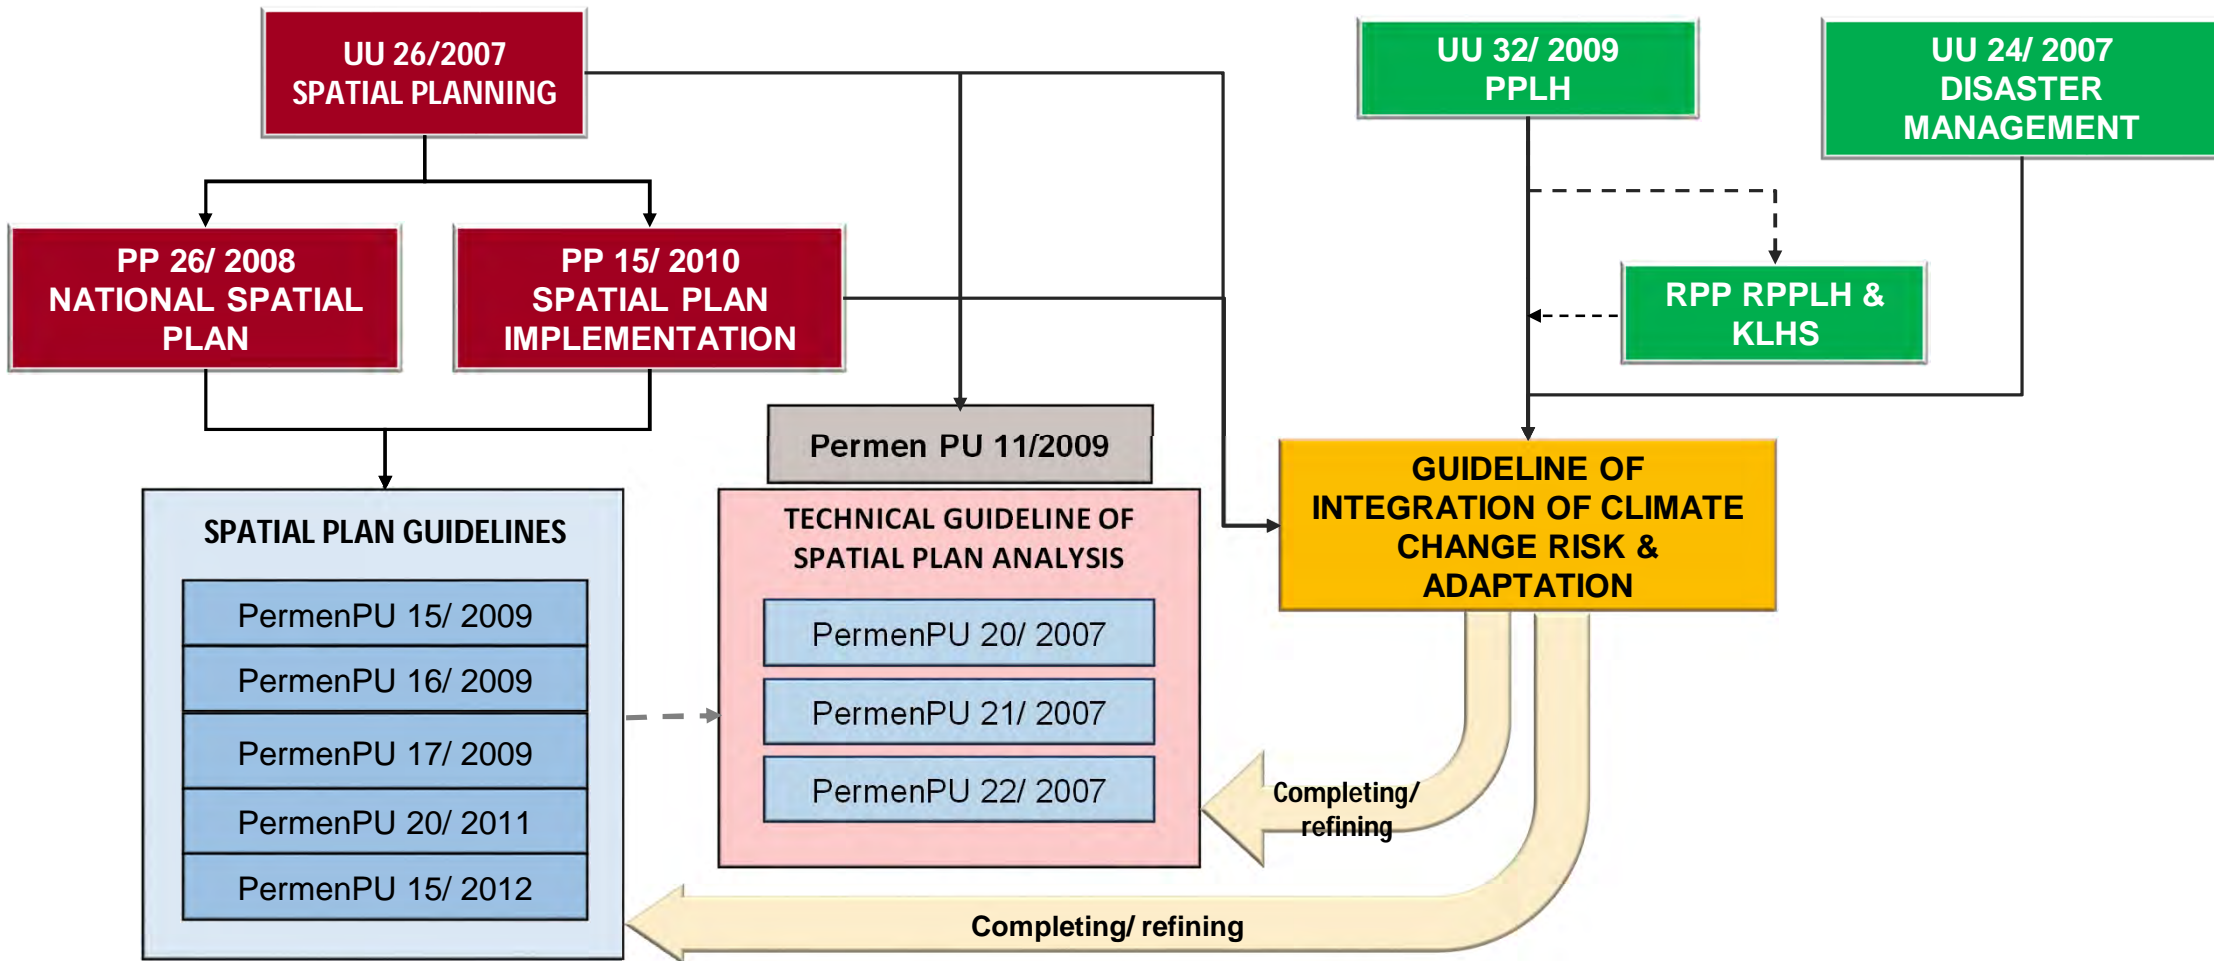 UU 26/2007
SPATIAL PLANNING
UU 32/ 2009
PPLH
UU 24/ 2007
DISASTER
MANAGEMENT
PP 26/ 2008
NATIONAL SPATIAL
PLAN
PP 15/ 2010
SPATIAL PLAN
IMPLEMENTATION
RPP RPPLH &
KLHS
Permen PU 11/2009
SPATIAL PLAN GUIDELINES
PermenPU 15/ 2009
PermenPU 16/ 2009
PermenPU 17/ 2009
PermenPU 20/ 2011
PermenPU 15/ 2012
TECHNICAL GUIDELINE OF
SPATIAL PLAN ANALYSIS
PermenPU 20/ 2007
PermenPU 21/ 2007
PermenPU 22/ 2007
GUIDELINE OF
INTEGRATION OF CLIMATE
CHANGE RISK &
ADAPTATION
Completing/
refining
Completing/ refining